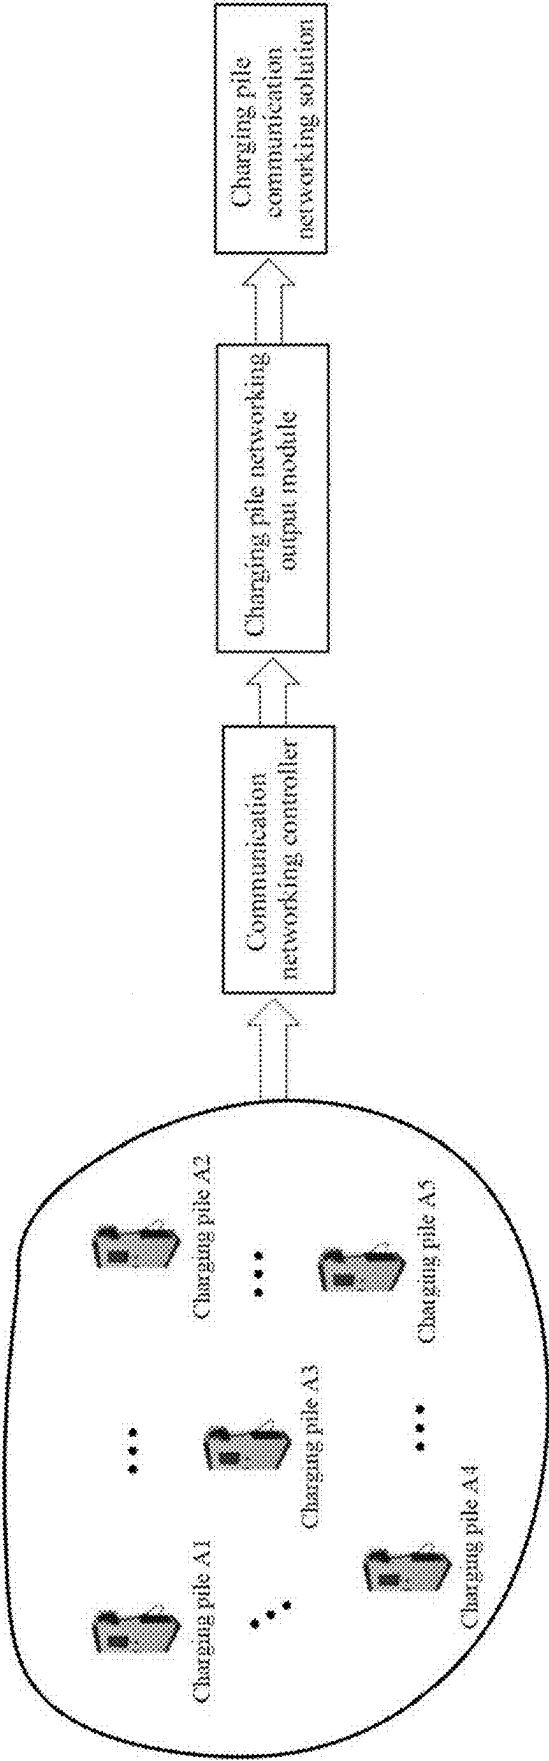 Charging pile A1
Charging pile A2
Charging pile A3
Charging pile A4
Charging pile A5
Communication
networking controller
Charging pile networking
output module
Charging pile
communication
networking solution